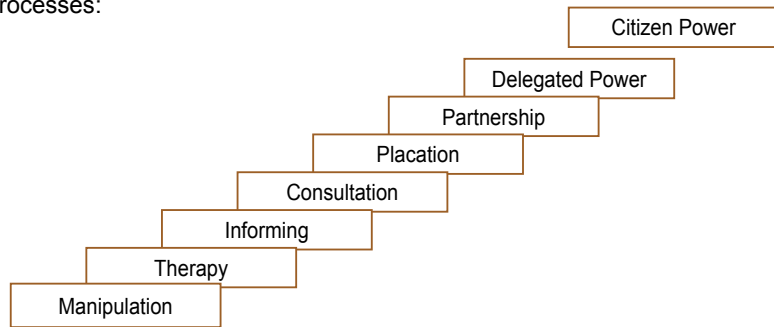 rocesses:
Citizen Power
Delegated Power
Partnership
Placation
Consultation
Informing
Therapy
Manipulation